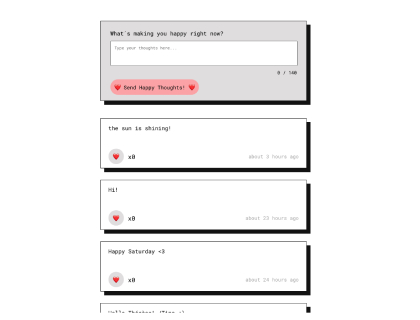 What's making you happy right now?
Type your thoughts here...
0 / 140
Send Happy Thoughts!
the sun is shining!
x0
about 3 hours ago
Hi!
x0
about 23 hours ago
Happy Saturday <3
x0
about 24 hours ago